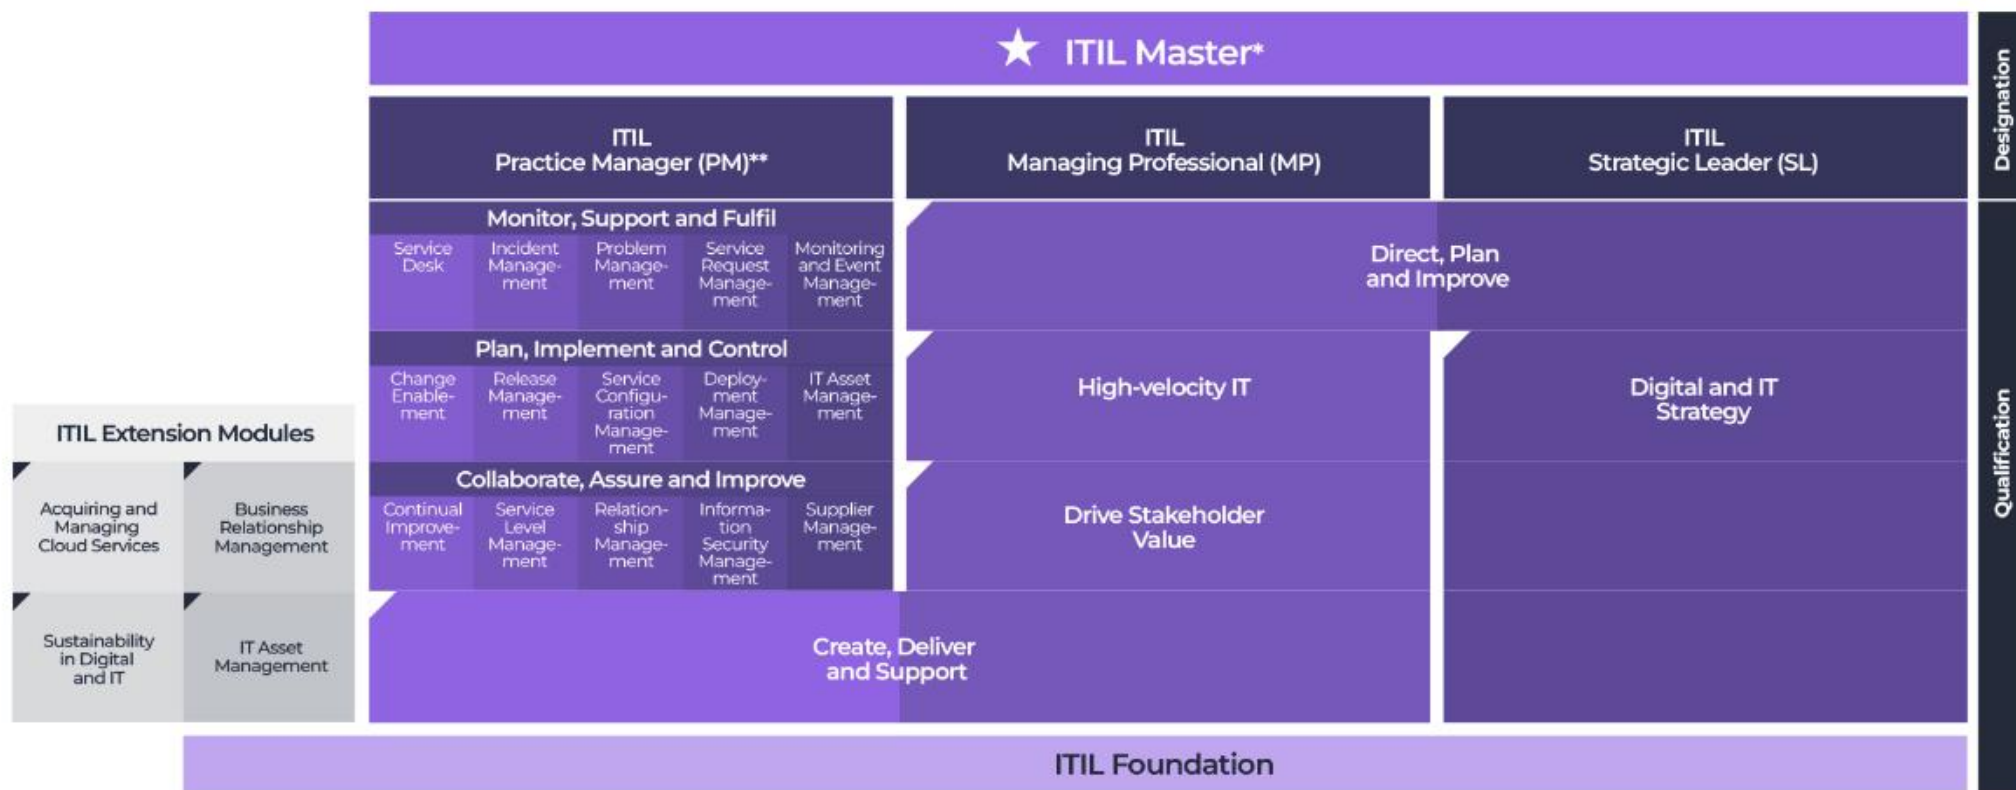 ITIL Master*
Designation
ITIL
Practice Manager (PM)**
ITIL
Managing Professional (MP)
ITIL
Strategic Leader (SL)
Monitor, Support and Fulfil
Service
Desk
Incident
Manage-
ment
Problem
Manage-
ment
Service
Request
Manage-
ment
Monitoring
and Event
Manage-
ment
Direct, Plan
and Improve
Plan, Implement and Control
Change
Enable-
ment
Release
Manage-
ment
Service
Configu-
ration
Manage-
ment
Deploy-
ment
Manage-
ment
IT Asset
Manage-
ment
High-velocity IT
Digital and IT
Strategy
Qualification
ITIL Extension Modules
Acquiring and
Managing
Cloud Services
Business
Relationship
Management
Collaborate, Assure and Improve
Continual
Improve-
ment
Service
Level
Manage-
ment
Relation-
ship
Manage-
ment
Informa-
tion
Security
Manage-
ment
Supplier
Manage-
ment
Drive Stakeholder
Value
Sustainability
in Digital
and IT
IT Asset
Management
Create, Deliver
and Support
ITIL Foundation